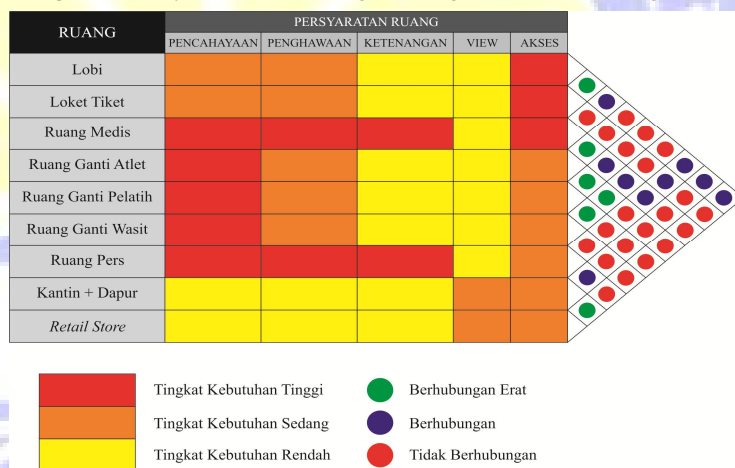 RUANG
PERSYARATAN RUANG
PENCAHAYAAN PENGHAWAAN KETENANGAN VIEW AKSES
Lobi
Loket Tiket
Ruang Medis
Ruang Ganti Atlet
Ruang Ganti Pelatih
Ruang Ganti Wasit
Ruang Pers
Kantin + Dapur
Retail Store
Tingkat Kebutuhan Tinggi
Berhubungan Erat
Tingkat Kebutuhan Sedang
Berhubungan
Tingkat Kebutuhan Rendah
Tidak Berhubungan